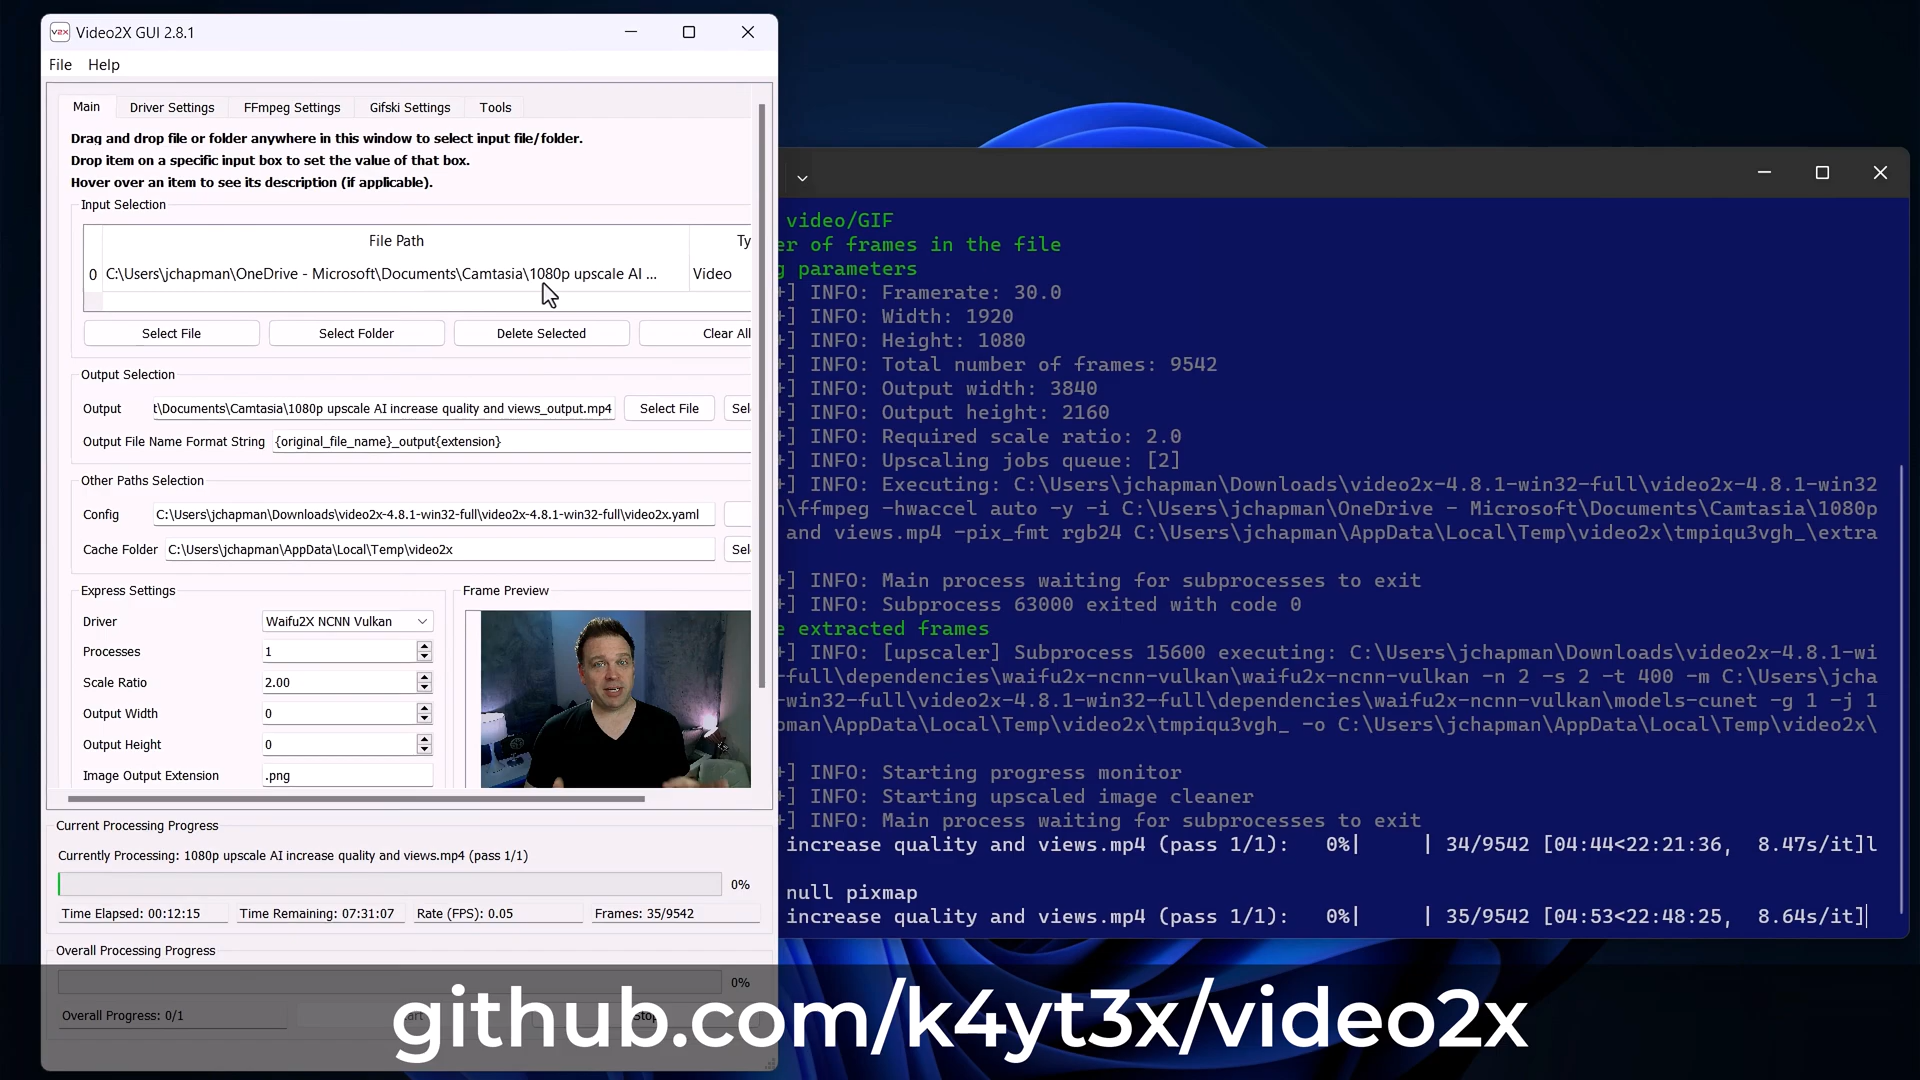 V2X Video2X GUI 2.8.1
File Help
Main Driver Settings FFmpeg Settings Gifski Settings Tools
Drag and drop file or folder anywhere in this window to select input file/folder.
Drop item on a specific input box to set the value of that box.
Hover over an item to see its description (if applicable).
Input Selection
File Path Ty
0 C:\Users\jchapman\OneDrive - Microsoft\Documents\Camtasia\1080p upscale AI ... Video
Select File Select Folder Delete Selected Clear All
Output Selection
Output t\Documents\Camtasia\1080p upscale AI increase quality and views_output.mp4 Select File Sel
Output File Name Format String {original_file_name}_output{extension}
Other Paths Selection
Config C:\Users\jchapman\Downloads\video2x-4.8.1-win32-full\video2x-4.8.1-win32-full\video2x.yaml
Cache Folder C:\Users\jchapman\AppData\Local\Temp\video2x Sel
Express Settings
Driver Waifu2X NCNN Vulkan
Processes 1
Scale Ratio 2.00
Output Width 0
Output Height 0
Image Output Extension .png
Frame Preview
Current Processing Progress
Currently Processing: 1080p upscale AI increase quality and views.mp4 (pass 1/1)
0%
Time Elapsed: 00:12:15 Time Remaining: 07:31:07 Rate (FPS): 0.05 Frames: 35/9542
Overall Processing Progress
0%
Overall Progress: 0/1 Stop
video/GIF
er of frames in the file
g parameters
+] INFO: Framerate: 30.0
+] INFO: Width: 1920
+] INFO: Height: 1080
+] INFO: Total number of frames: 9542
+] INFO: Output width: 3840
+] INFO: Output height: 2160
+] INFO: Required scale ratio: 2.0
+] INFO: Upscaling jobs queue: [2]
+] INFO: Executing: C:\Users\jchapman\Downloads\video2x-4.8.1-win32-full\video2x-4.8.1-win32
n\ffmpeg -hwaccel auto -y -i C:\Users\jchapman\OneDrive - Microsoft\Documents\Camtasia\1080p
and views.mp4 -pix_fmt rgb24 C:\Users\jchapman\AppData\Local\Temp\video2x\tmpiqu3vgh_\extra
+] INFO: Main process waiting for subprocesses to exit
+] INFO: Subprocess 63000 exited with code 0
e extracted frames
+] INFO: [upscaler] Subprocess 15600 executing: C:\Users\jchapman\Downloads\video2x-4.8.1-wi
-full\dependencies\waifu2x-ncnn-vulkan\waifu2x-ncnn-vulkan -n 2 -s 2 -t 400 -m C:\Users\jcha
-win32-full\video2x-4.8.1-win32-full\dependencies\waifu2x-ncnn-vulkan\models-cunet -g 1 -j 1
pman\AppData\Local\Temp\video2x\tmpiqu3vgh_ -o C:\Users\jchapman\AppData\Local\Temp\video2x\
+] INFO: Starting progress monitor
+] INFO: Starting upscaled image cleaner
+] INFO: Main process waiting for subprocesses to exit
increase quality and views.mp4 (pass 1/1): 0%| | 34/9542 [04:44<22:21:36, 8.47s/it]l
null pixmap
increase quality and views.mp4 (pass 1/1): 0%| | 35/9542 [04:53<22:48:25, 8.64s/it]
github.com/k4yt3x/video2x